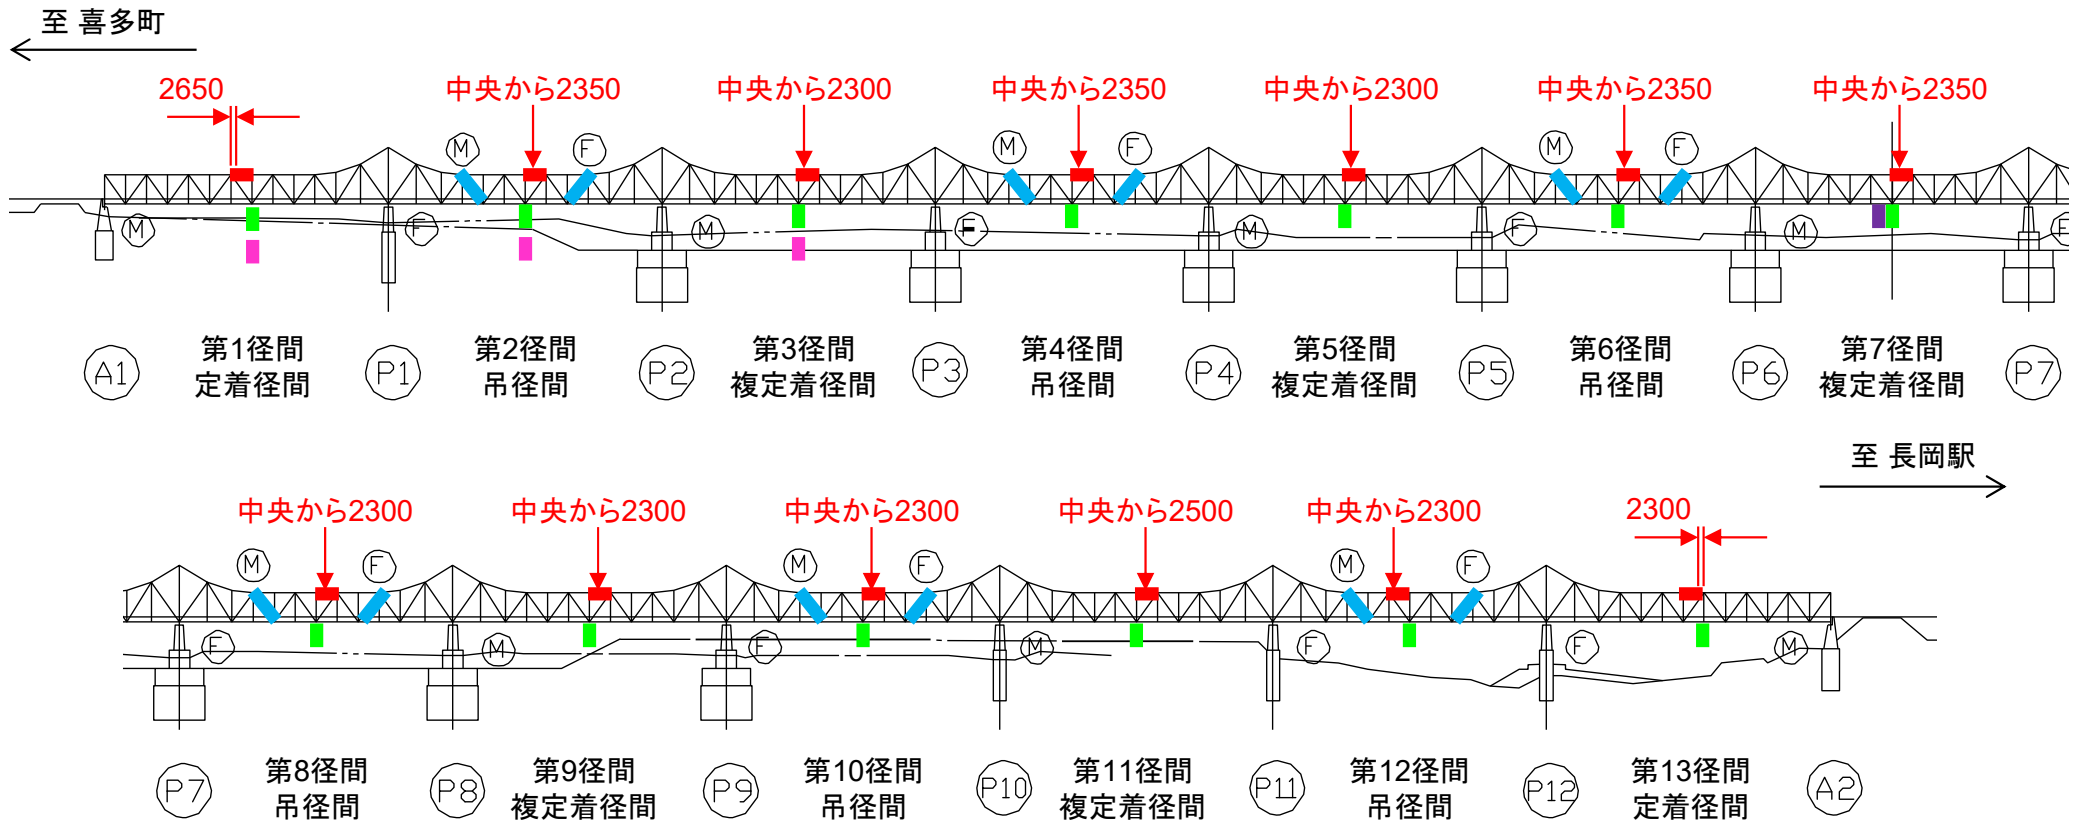 至 喜多町
2650
中央から2350
中央から2300
中央から2350
中央から2300
中央から2350
中央から2350
M F M F M F
M F M F M F M F
A1 第1径間 P1 第2径間 P2 第3径間 P3 第4径間 P4 第5径間 P5 第6径間 P6 第7径間 P7
定着径間 吊径間 複定着径間 吊径間 複定着径間 吊径間 複定着径間
至 長岡駅
中央から2300
中央から2300
中央から2300
中央から2500
中央から2300
2300
M F M F M F
F M F M F F M
P7 第8径間 P8 第9径間 P9 第10径間 P10 第11径間 P11 第12径間 P12 第13径間 A2
吊径間 複定着径間 吊径間 複定着径間 吊径間 定着径間